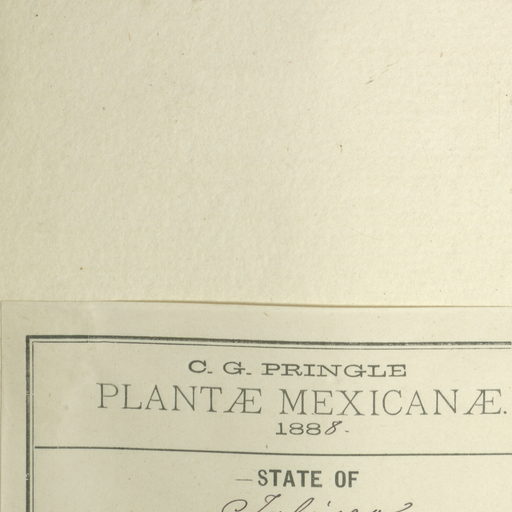 C. G. PRINGLE
PLANTÆ MEXICANÆ.
1888.
—STATE OF